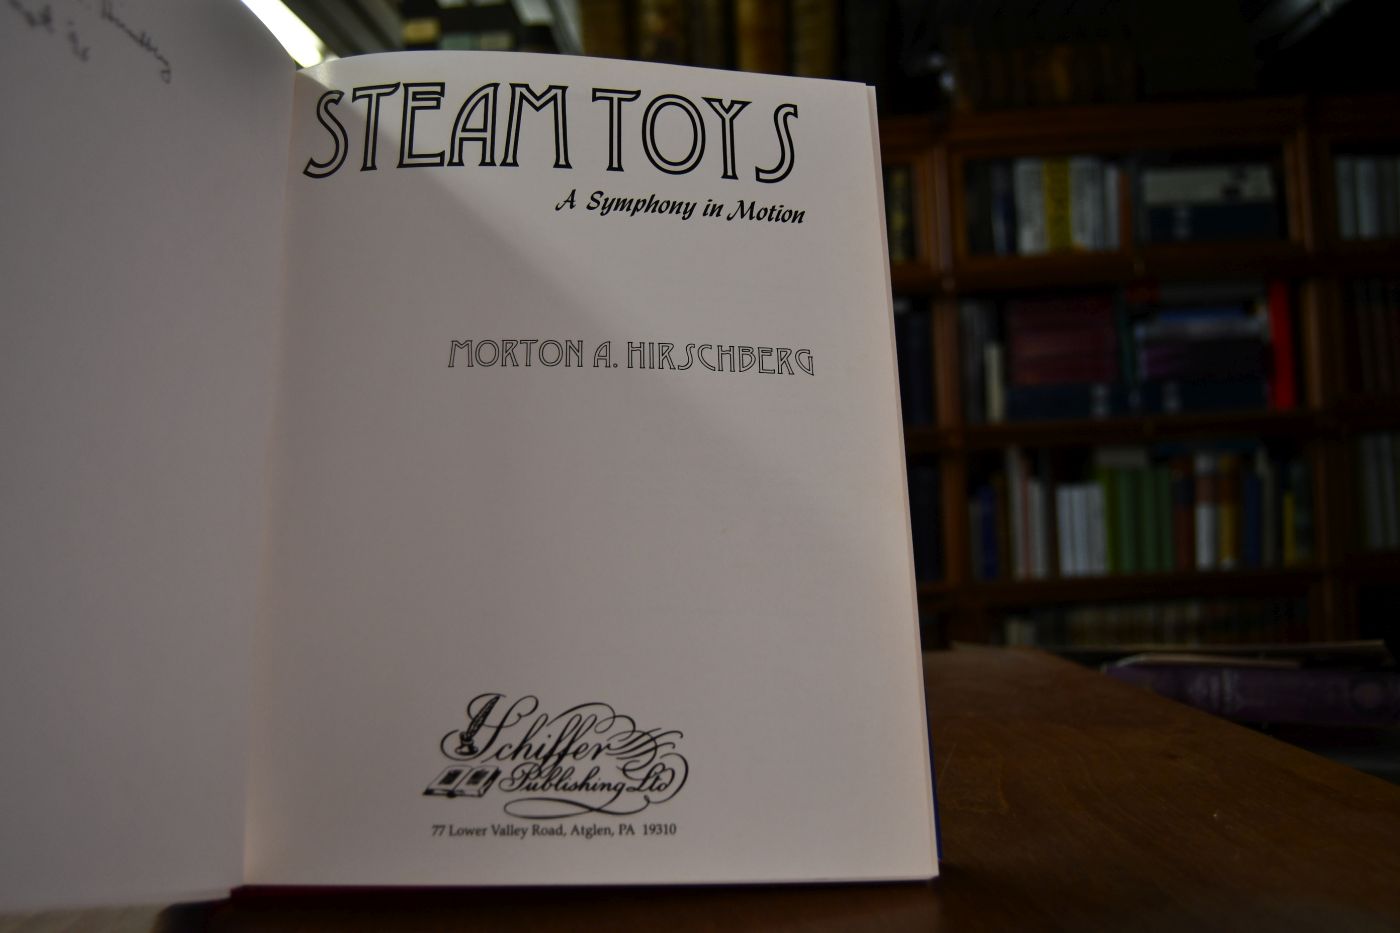 STEAM TOYS
A Symphony in Motion
MORTON A. HIRSCHBERG
Schiffer
Publishing Ltd
77 Lower Valley Road, Atglen, PA 19310